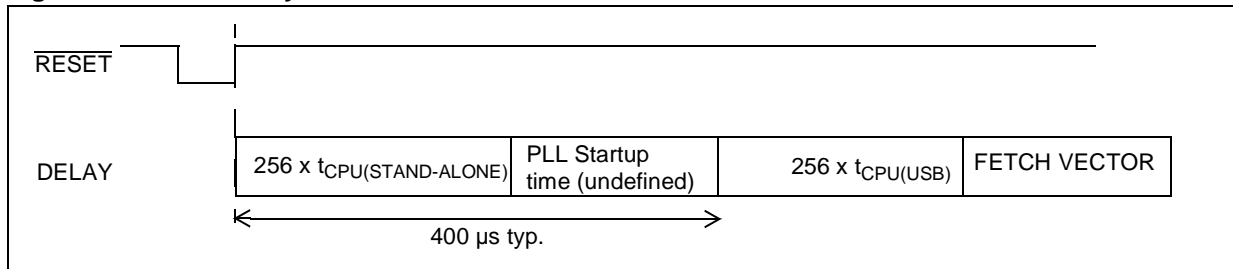 RESET
DELAY
256 x tCPU(STAND-ALONE)
PLL Startup
time (undefined)
256 x tCPU(USB)
FETCH VECTOR
400 µs typ.